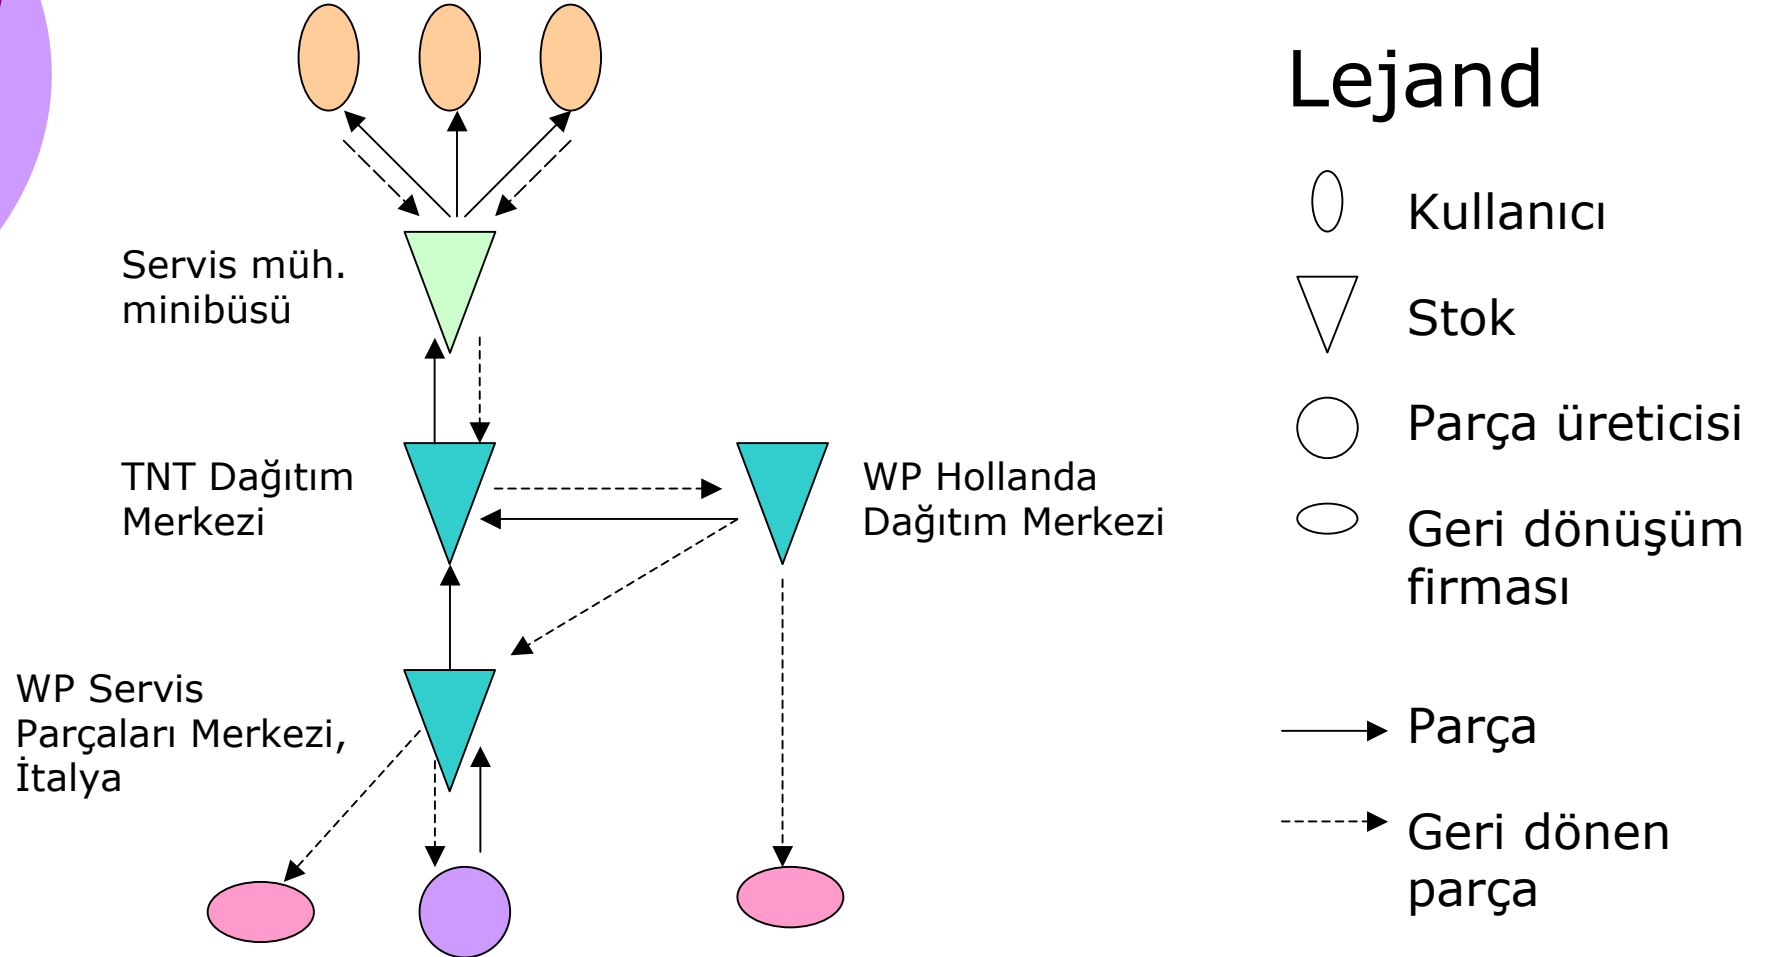 Lejand
Kullanıcı
Servis müh.
minibüsü
Stok
Parça üreticisi
TNT Dağıtım
Merkezi
WP Hollanda
Dağıtım Merkezi
Geri dönüşüm
firması
WP Servis
Parçaları Merkezi,
İtalya
Parça
Geri dönen
parça